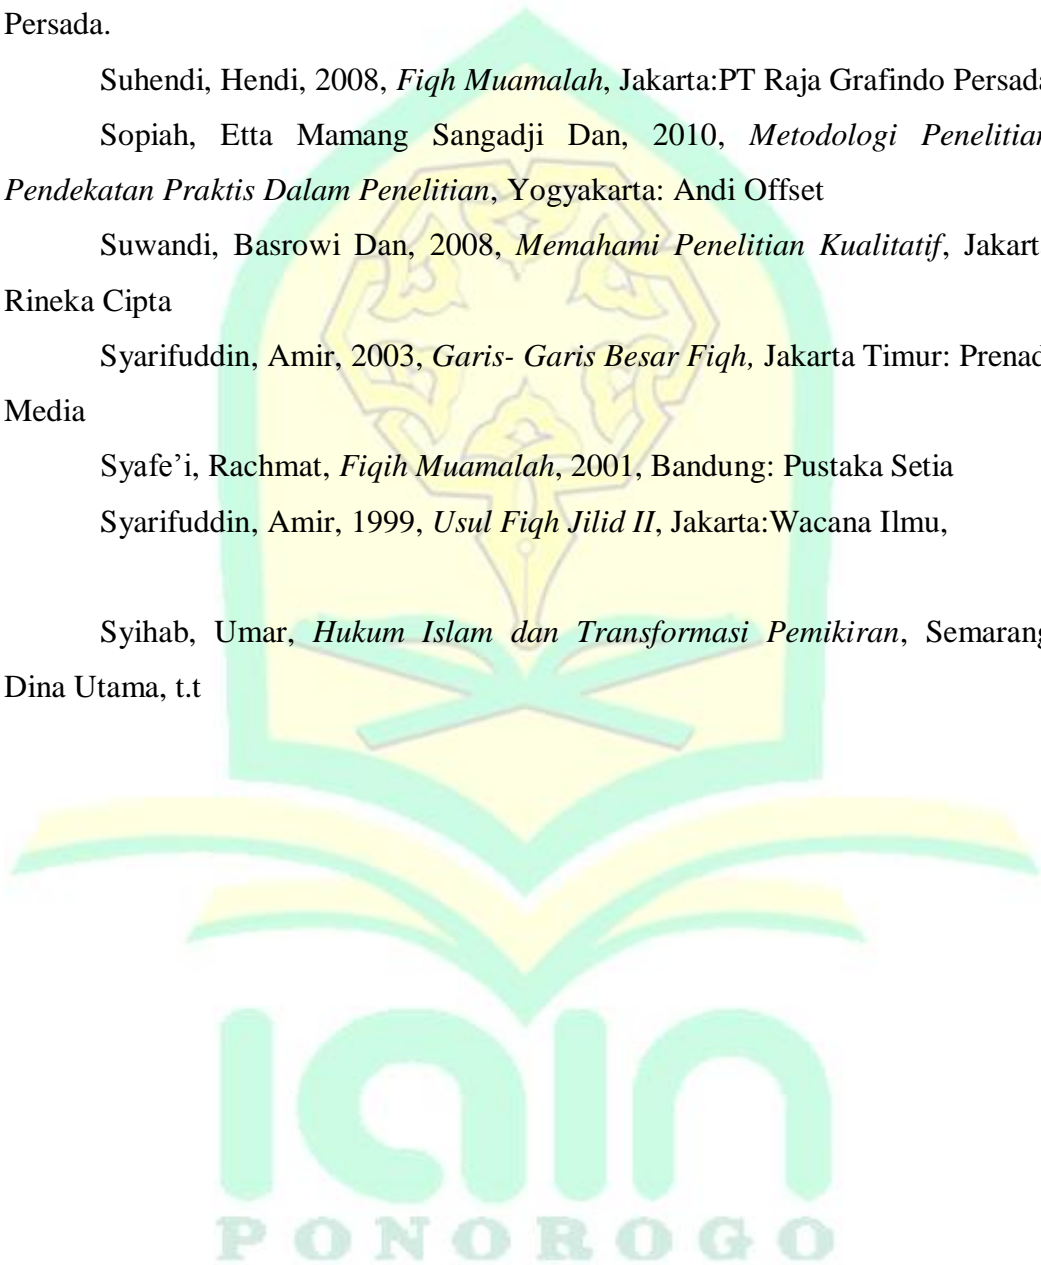 Persada.
Suhendi, Hendi, 2008, Fiqh Muamalah, Jakarta:PT Raja Grafindo Persada
Sopiah, Etta Mamang Sangadji Dan, 2010, Metodologi Penelitian
Pendekatan Praktis Dalam Penelitian, Yogyakarta: Andi Offset
Suwandi, Basrowi Dan, 2008, Memahami Penelitian Kualitatif, Jakart
Rineka Cipta
Syarifuddin, Amir, 2003, Garis- Garis Besar Fiqh, Jakarta Timur: Prenad
Media
Syafe’i, Rachmat, Fiqih Muamalah, 2001, Bandung: Pustaka Setia
Syarifuddin, Amir, 1999, Usul Fiqh Jilid II, Jakarta:Wacana Ilmu,
Syihab, Umar, Hukum Islam dan Transformasi Pemikiran, Semarang
Dina Utama, t.t
iain
PONOROGO